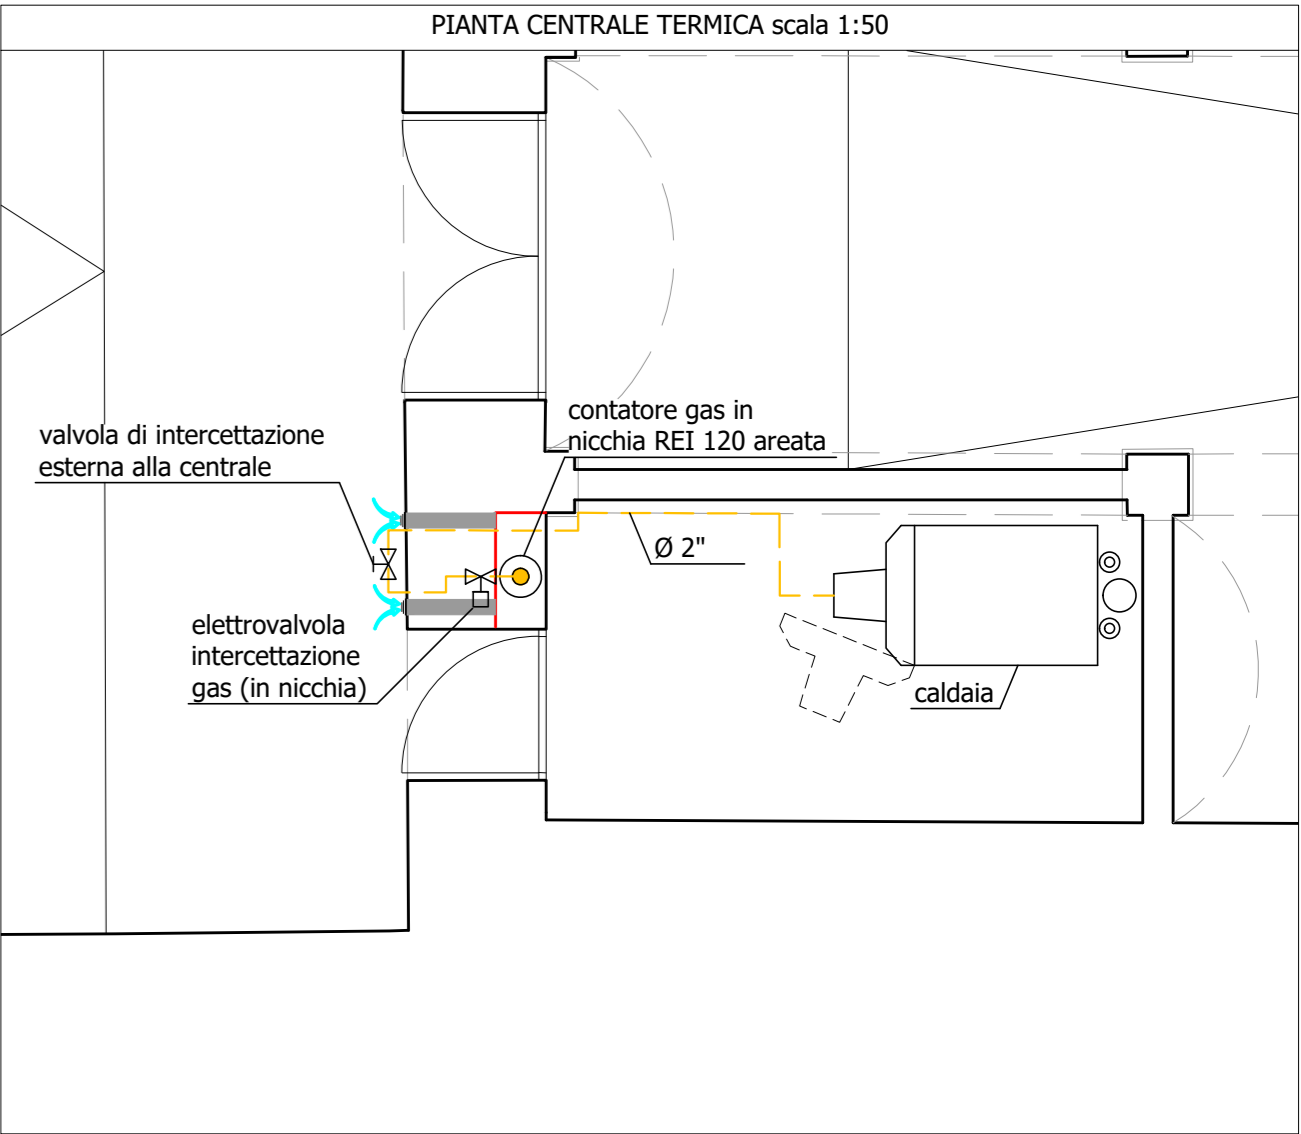 PIANTA CENTRALE TERMICA scala 1:50
contatore gas in
nicchia REI 120 areata
valvola di intercettazione
esterna alla centrale
Ø 2"
elettrovalvola
intercettazione
gas (in nicchia)
caldaia